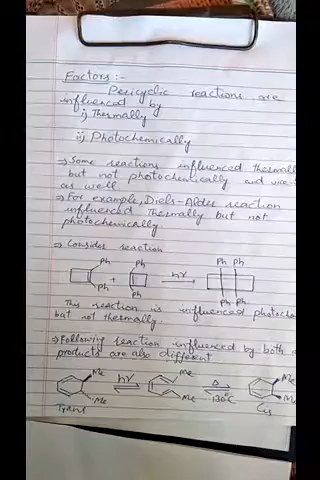 Factors :-
Pericyclic reactions are
influenced by
i) Thermally
ii) Photochemically
⇒ Some reactions influenced thermall
but not photochemically and vice-
as well.
⇒ For example, Diels-Alder reaction
influenced Thermally but not
photochemically
⇒ Consider reaction
Ph Ph Ph Ph
+ hν
Ph Ph Ph Ph
This reaction is influenced photoche
but not thermally.
⇒ Following reaction influenced by both
products are also different
Me Me Me
hν Δ
Me Me 130°C Me
Trans Cis